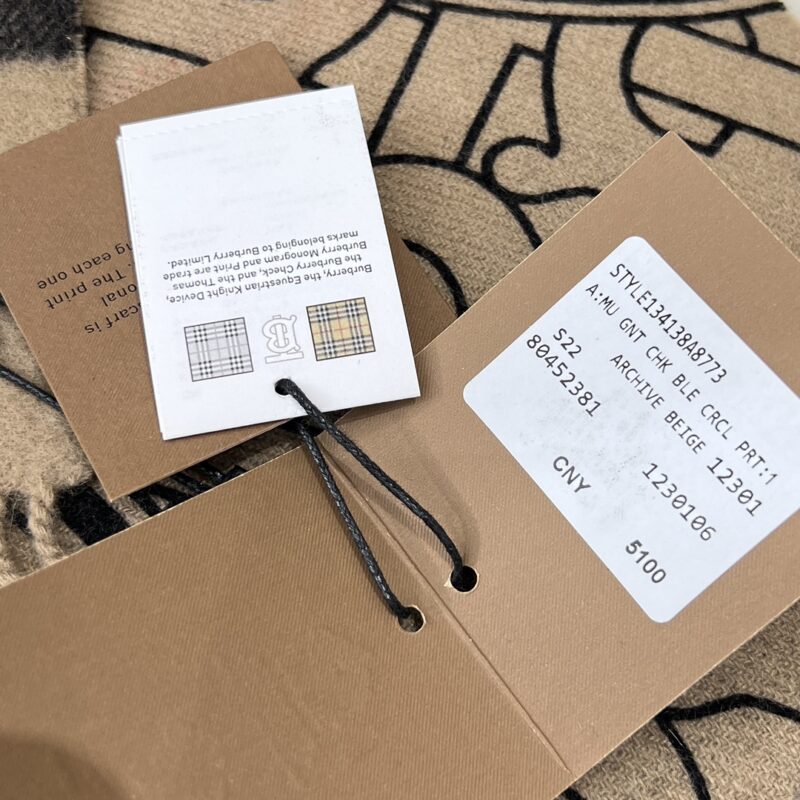 STYLE134138A8773
A:MU GNT CHK BLE CRCL PRT:1
S22 ARCHIVE BEIGE 12301
80452381 1230106
CNY 5100
Burberry, the Equestrian Knight Device,
the Burberry Check, and the Thomas
Burberry Monogram and Print are trade
marks belonging to Burberry Limited.
carf is
onal
. The print
ng each one